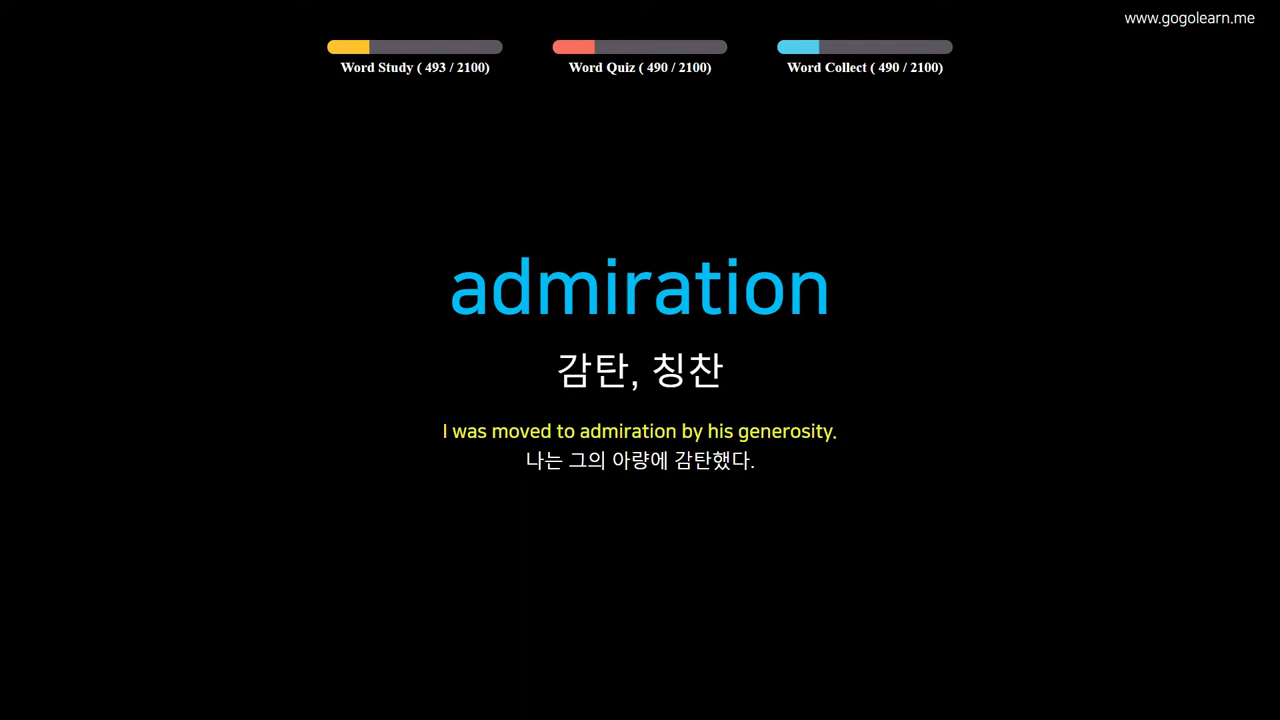 www.gogolearn.me
Word Study ( 493 / 2100)
Word Quiz ( 490 / 2100)
Word Collect ( 490 / 2100)
admiration
감탄, 칭찬
I was moved to admiration by his generosity.
나는 그의 아량에 감탄했다.